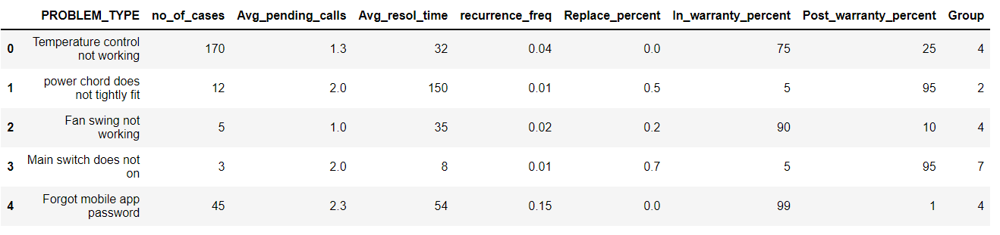 PROBLEM_TYPE no_of_cases Avg_pending_calls Avg_resol_time recurrence_freq Replace_percent In_warranty_percent Post_warranty_percent Group
0 Temperature control not working 170 1.3 32 0.04 0.0 75 25 4
1 power chord does not tightly fit 12 2.0 150 0.01 0.5 5 95 2
2 Fan swing not working 5 1.0 35 0.02 0.2 90 10 4
3 Main switch does not on 3 2.0 8 0.01 0.7 5 95 7
4 Forgot mobile app password 45 2.3 54 0.15 0.0 99 1 4